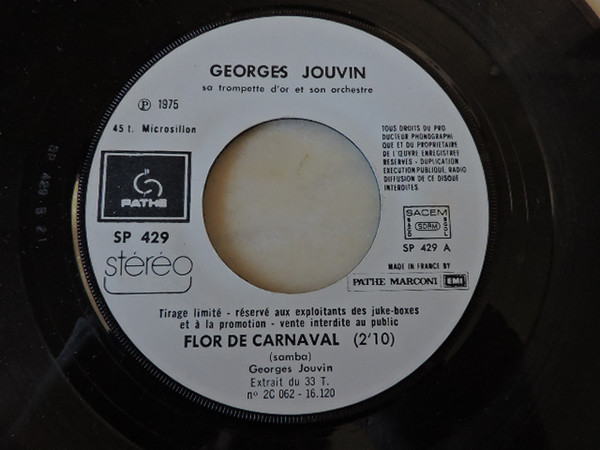 GEORGES JOUVIN
sa trompette d'or et son orchestre
℗ 1975
45 t. Microsillon
PATHE
SP 429
stéréo
TOUS DROITS DU PRO
DUCTEUR PHONOGRAPHI
QUE ET DU PROPRIETAIRE
DE L'ŒUVRE ENREGISTREE
RESERVES - DUPLICATION
EXECUTION PUBLIQUE, RADIO
DIFFUSION DE CE DISQUE
INTERDITES.
SACEM
SDRM
SP 429 A
MADE IN FRANCE BY
PATHE MARCONI EMI
Tirage limité - réservé aux exploitants des juke-boxes
et à la promotion - vente interdite au public
FLOR DE CARNAVAL (2'10)
(samba)
Georges Jouvin
Extrait du 33 T.
n° 2C 062 - 16.120
SP 429 B 21